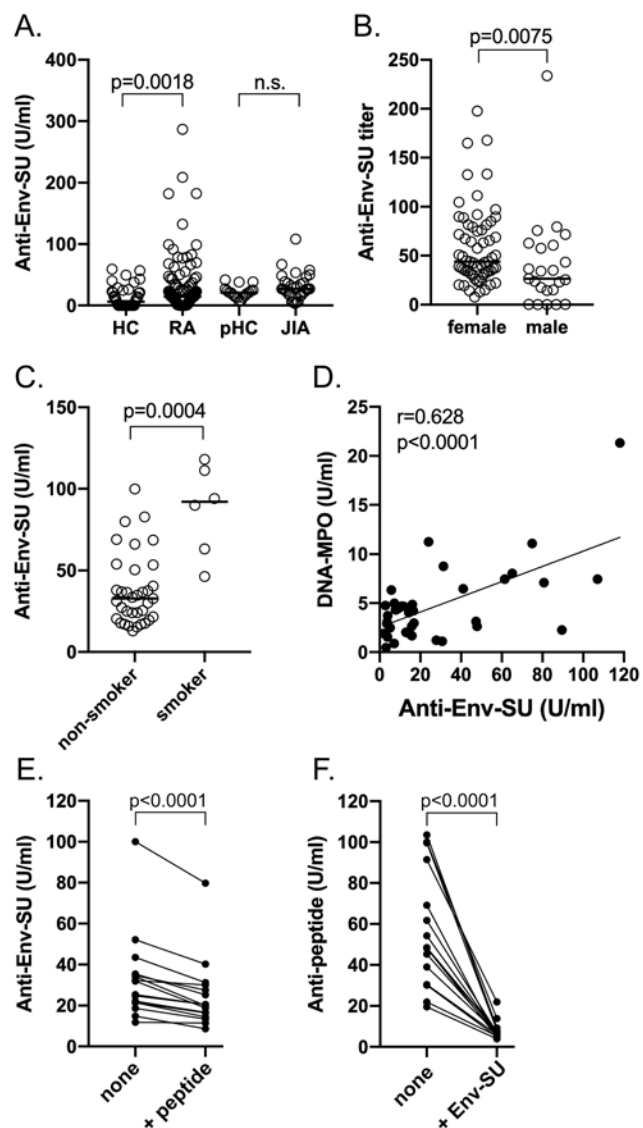 A.
Anti-Env-SU (U/ml)
400
300
200
100
0
p=0.0018
n.s.
HC RA pHC JIA
B.
Anti-Env-SU titer
250
200
150
100
50
0
p=0.0075
female male
C.
Anti-Env-SU (U/ml)
150
100
50
0
p=0.0004
non-smoker
smoker
D.
DNA-MPO (U/ml)
25
20
15
10
5
0
r=0.628
p<0.0001
0 20 40 60 80 100 120
Anti-Env-SU (U/ml)
E.
Anti-Env-SU (U/ml)
120
100
80
60
40
20
0
p<0.0001
none
+ peptide
F.
Anti-peptide (U/ml)
120
100
80
60
40
20
0
p<0.0001
none
+ Env-SU